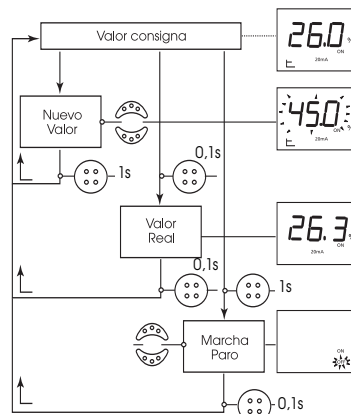 Valor consigna
26.0 %
ON
20mA
Nuevo
Valor
45.0 %
ON
20mA
1s
0,1s
Valor
Real
26.3 %
ON
20mA
0,1s
1s
Marcha
Paro
ON
OFF
0,1s